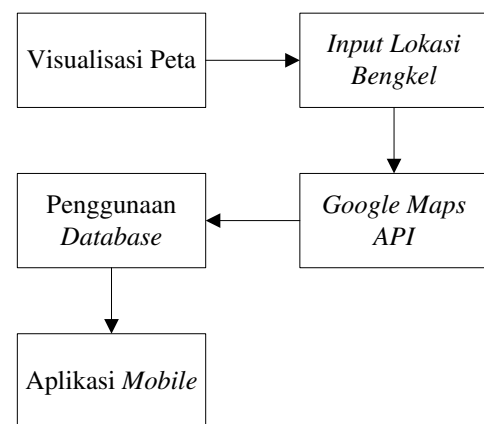 Visualisasi Peta
Input Lokasi
Bengkel
Penggunaan
Database
Google Maps
API
Aplikasi Mobile